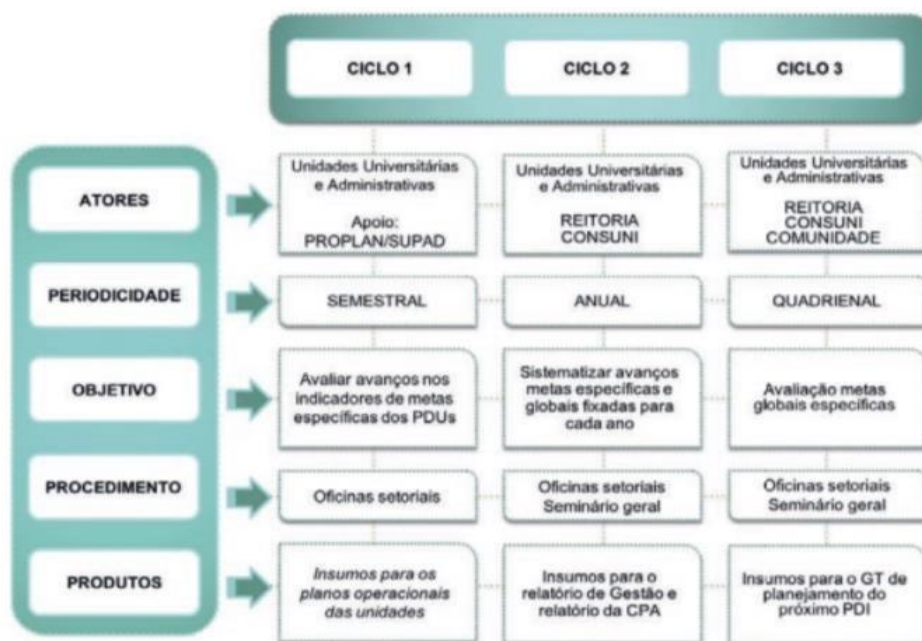 CICLO 1
CICLO 2
CICLO 3
ATORES
Unidades Universitárias
e Administrativas
Apoio:
PROPLAN/SUPAD
Unidades Universitárias
e Administrativas
REITORIA
CONSUNI
Unidades Universitárias
e Administrativas
REITORIA
CONSUNI
COMUNIDADE
PERIODICIDADE
SEMESTRAL
ANUAL
QUADRIENAL
OBJETIVO
Avaliar avanços nos
indicadores de metas
específicas dos PDUs
Sistematizar avanços
metas específicas e
globais fixadas para
cada ano
Avaliação metas
globais específicas
PROCEDIMENTO
Oficinas setoriais
Oficinas setoriais
Seminário geral
Oficinas setoriais
Seminário geral
PRODUTOS
Insumos para os
planos operacionais
das unidades
Insumos para o
relatório de Gestão e
relatório da CPA
Insumos para o GT de
planejamento do
próximo PDI